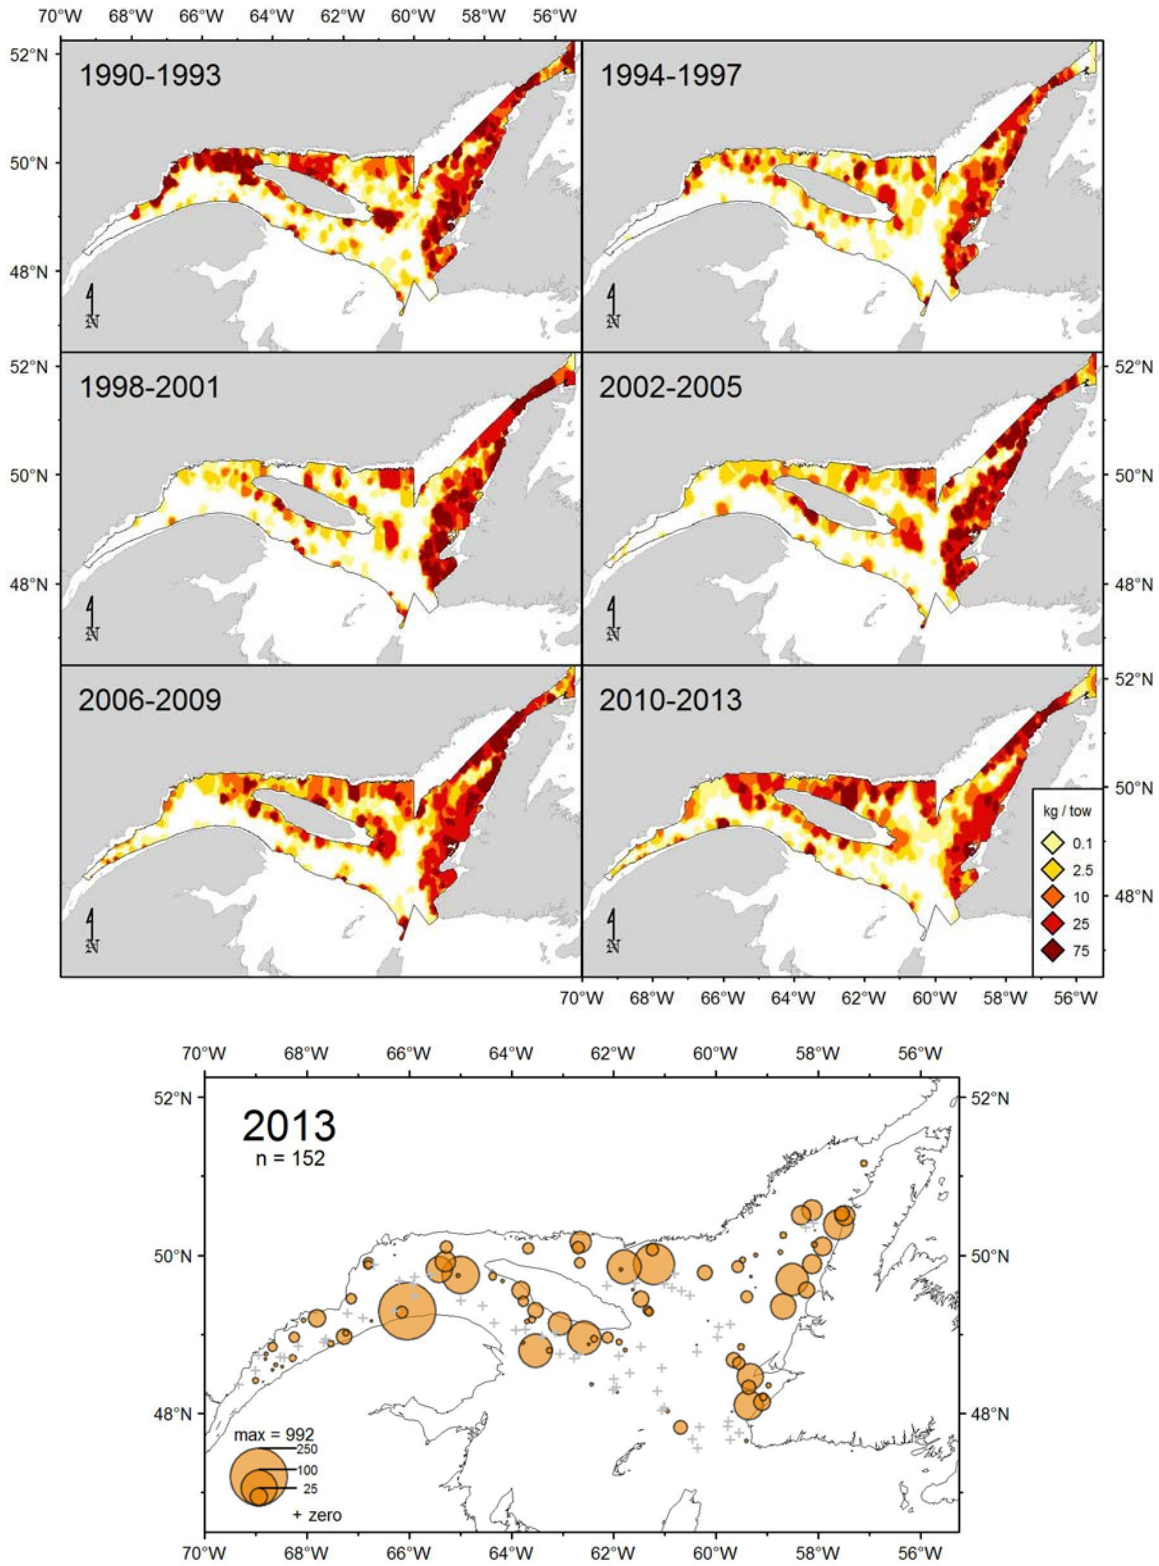 70°W 68°W 66°W 64°W 62°W 60°W 58°W 56°W
52°N
50°N
48°N
1990-1993
N
1994-1997
N
52°N
50°N
48°N
1998-2001
N
2002-2005
N
52°N
50°N
48°N
2006-2009
N
2010-2013
N
52°N
50°N
48°N
kg / tow
0.1
2.5
10
25
75
70°W 68°W 66°W 64°W 62°W 60°W 58°W 56°W
70°W 68°W 66°W 64°W 62°W 60°W 58°W 56°W
52°N
50°N
48°N
2013
n = 152
52°N
50°N
48°N
max = 992
250
100
25
+ zero
70°W 68°W 66°W 64°W 62°W 60°W 58°W 56°W